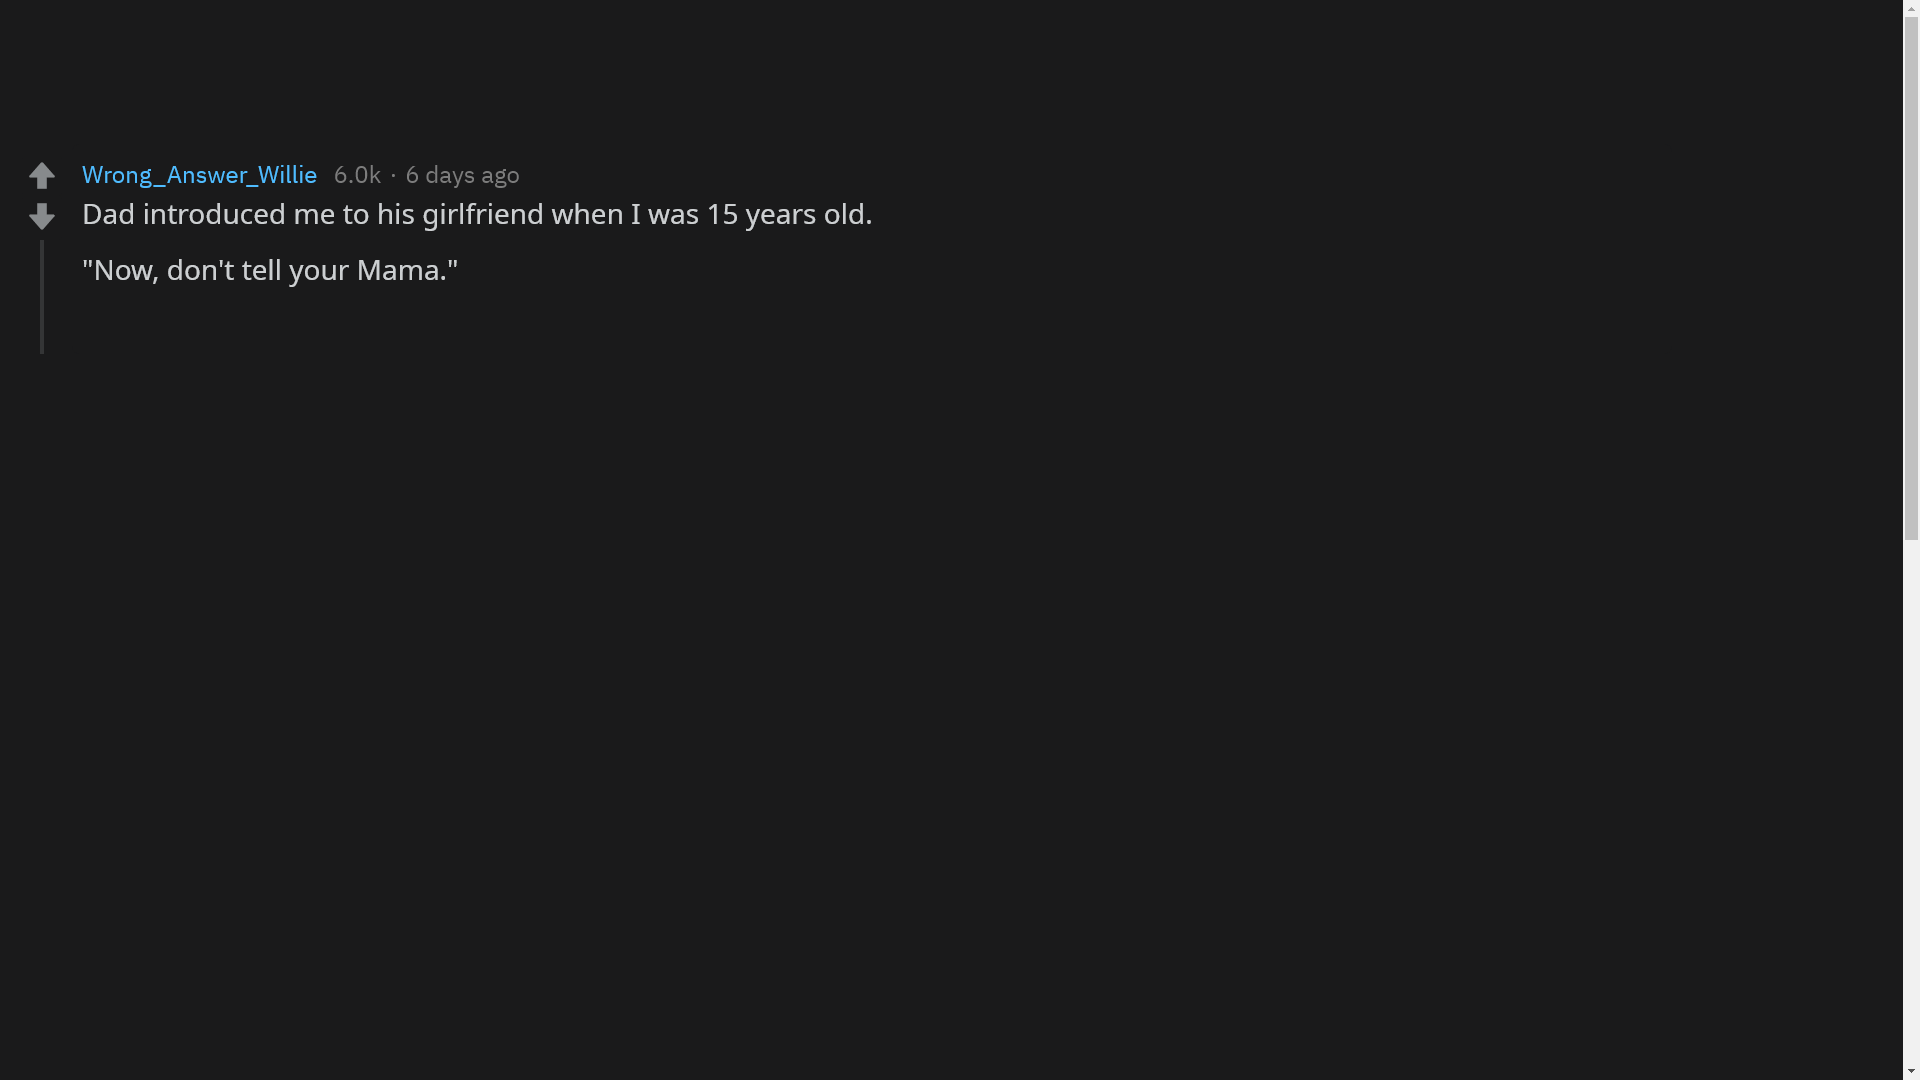 Wrong_Answer_Willie 6.0k · 6 days ago
Dad introduced me to his girlfriend when I was 15 years old.
"Now, don't tell your Mama."